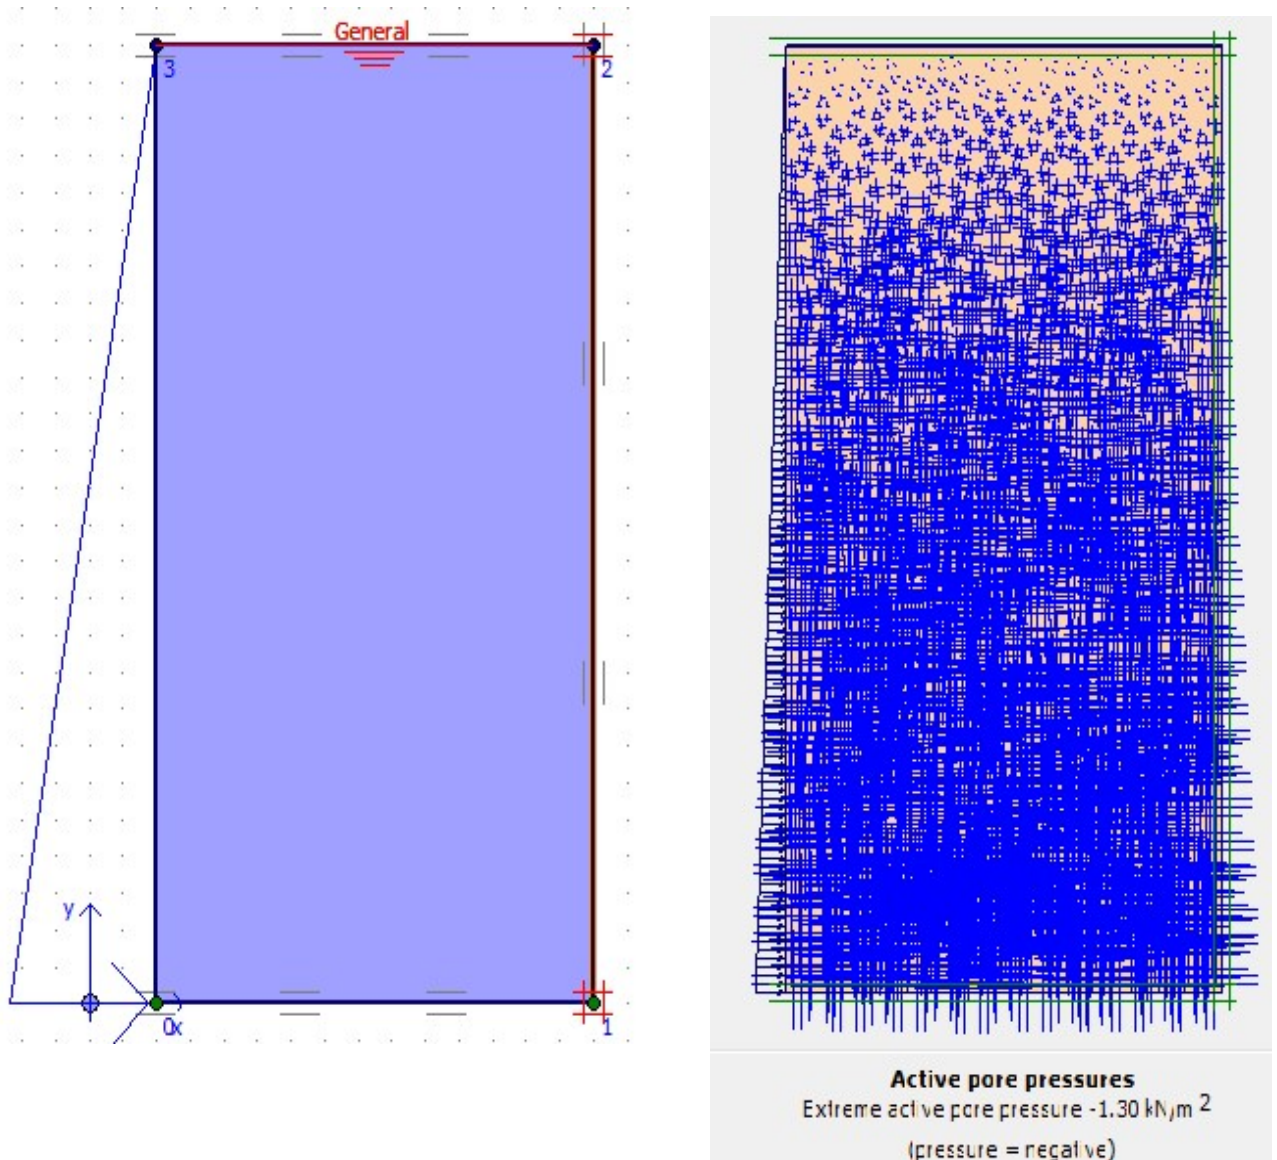 General
3
2
y
0x
1
Active pore pressures
Extreme active pore pressure -1.30 kN/m 2
(pressure = negative)